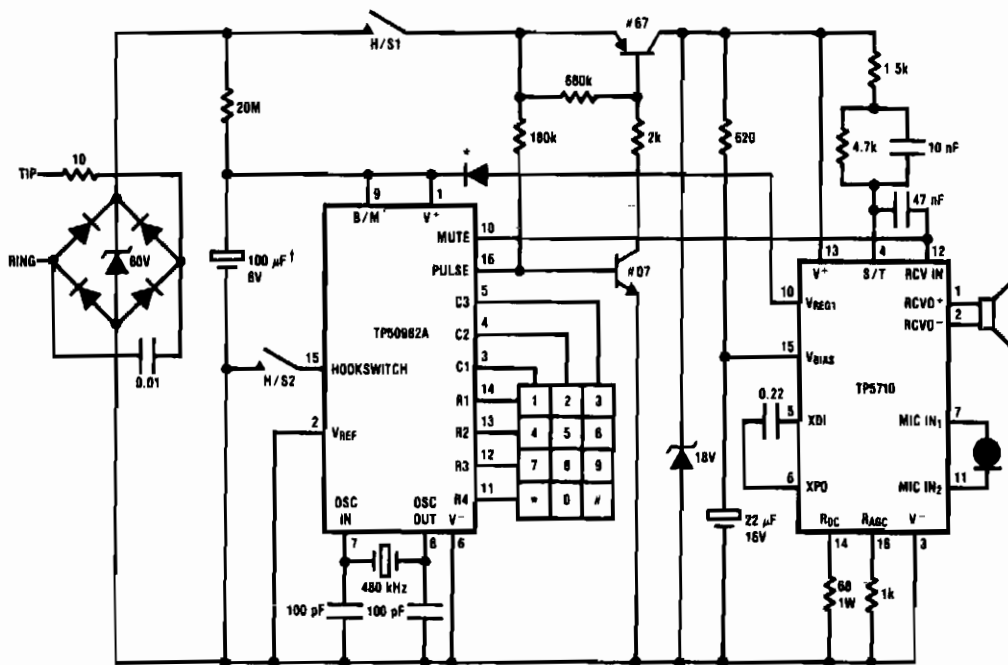 H/S1
#67
1 5k
680k
20M
180k
2k
620
4.7k
10 nF
10
TIP
*
47 nF
9
1
B/M
V+
MUTE
10
13
4
12
V+
S/T
RCV IN
RING
60V
100 µF†
6V
PULSE
16
#07
10
VREG1
RCVO+
1
RCVO-
2
C3
5
TP50982A
C2
4
15
HOOKSWITCH
C1
3
15
VBIAS
0.01
H/S2
R1
14
1
2
3
TP5710
0.22
2
VREF
R2
13
4
5
6
5
XDI
MIC IN1
7
R3
12
7
8
9
18V
R4
11
*
0
#
6
XPO
MIC IN2
11
OSC
IN
OSC
OUT
V-
7
8
6
22 µF
16V
RDC
RAGC
V-
14
16
3
480 kHz
100 pF
100 pF
68
1W
1k